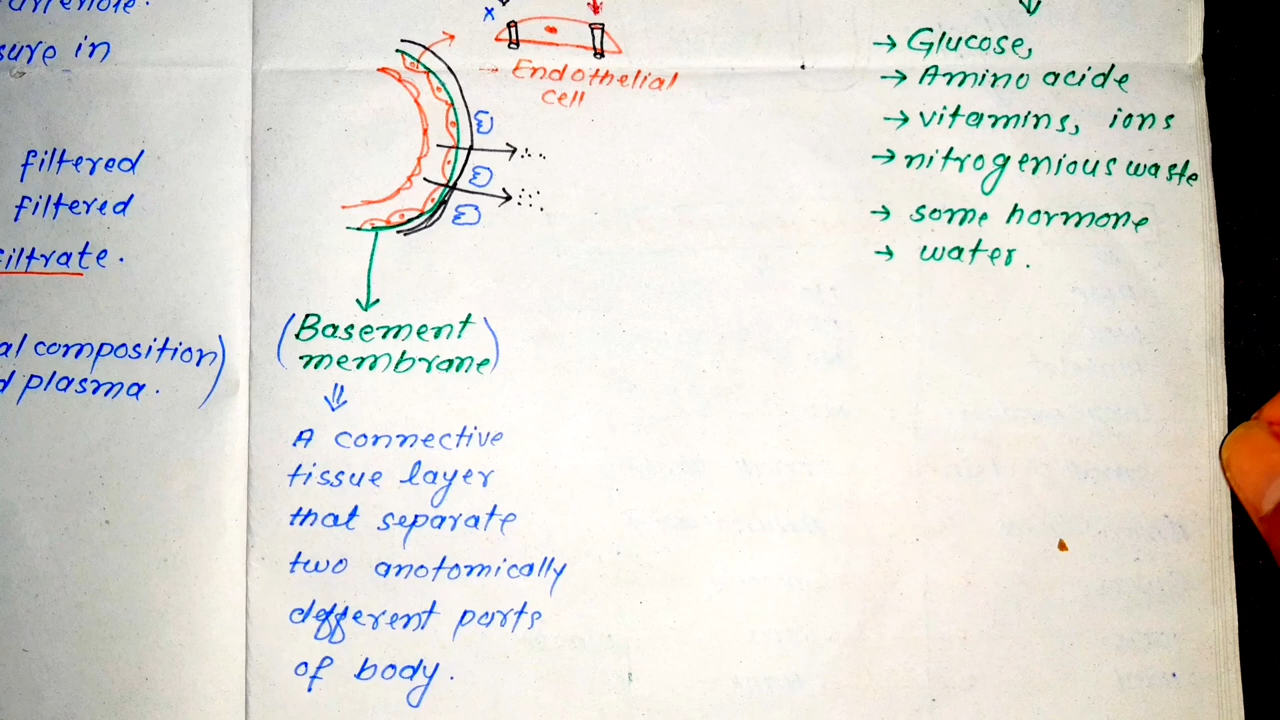 sure in
filtered
filtered
filtrate.
al composition)
d plasma.
x
→ Endothelial
cell
(Basement
membrane)
A connective
tissue layer
that separate
two anotomically
different parts
of body.
→ Glucose,
→ Amino acide
→ vitamins, ions
→ nitrogenious waste
→ some hormone
→ water.